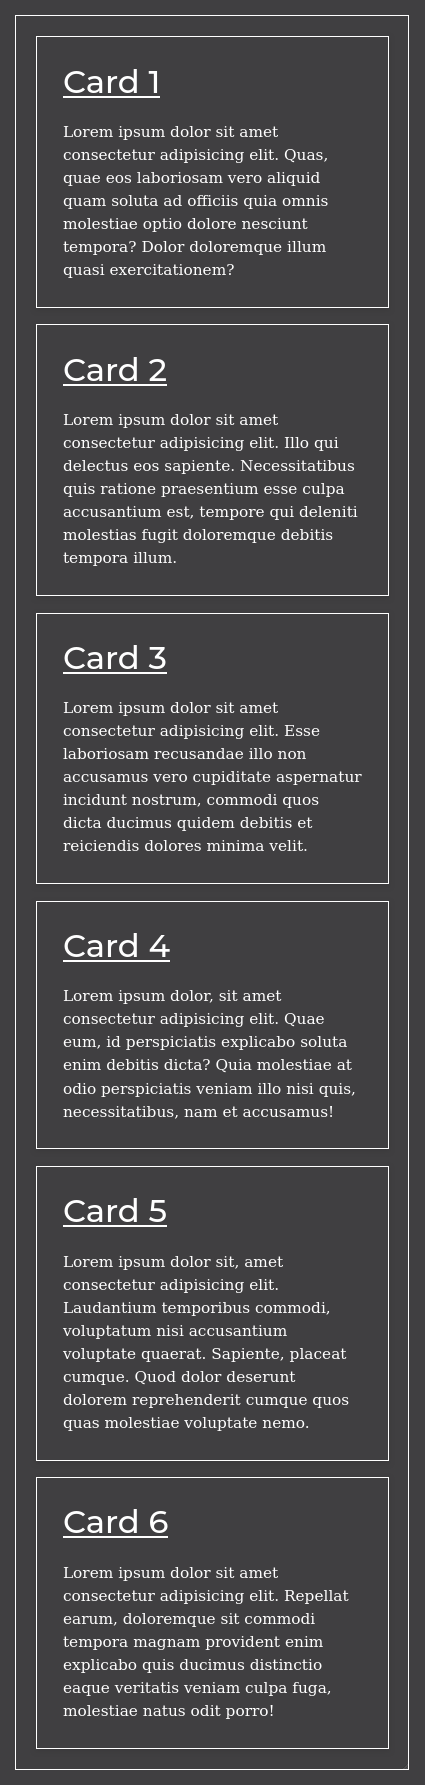 Card 1
Lorem ipsum dolor sit amet
consectetur adipisicing elit. Quas,
quae eos laboriosam vero aliquid
quam soluta ad officiis quia omnis
molestiae optio dolore nesciunt
tempora? Dolor doloremque illum
quasi exercitationem?
Card 2
Lorem ipsum dolor sit amet
consectetur adipisicing elit. Illo qui
delectus eos sapiente. Necessitatibus
quis ratione praesentium esse culpa
accusantium est, tempore qui deleniti
molestias fugit doloremque debitis
tempora illum.
Card 3
Lorem ipsum dolor sit amet
consectetur adipisicing elit. Esse
laboriosam recusandae illo non
accusamus vero cupiditate aspernatur
incidunt nostrum, commodi quos
dicta ducimus quidem debitis et
reiciendis dolores minima velit.
Card 4
Lorem ipsum dolor, sit amet
consectetur adipisicing elit. Quae
eum, id perspiciatis explicabo soluta
enim debitis dicta? Quia molestiae at
odio perspiciatis veniam illo nisi quis,
necessitatibus, nam et accusamus!
Card 5
Lorem ipsum dolor sit, amet
consectetur adipisicing elit.
Laudantium temporibus commodi,
voluptatum nisi accusantium
voluptate quaerat. Sapiente, placeat
cumque. Quod dolor deserunt
dolorem reprehenderit cumque quos
quas molestiae voluptate nemo.
Card 6
Lorem ipsum dolor sit amet
consectetur adipisicing elit. Repellat
earum, doloremque sit commodi
tempora magnam provident enim
explicabo quis ducimus distinctio
eaque veritatis veniam culpa fuga,
molestiae natus odit porro!